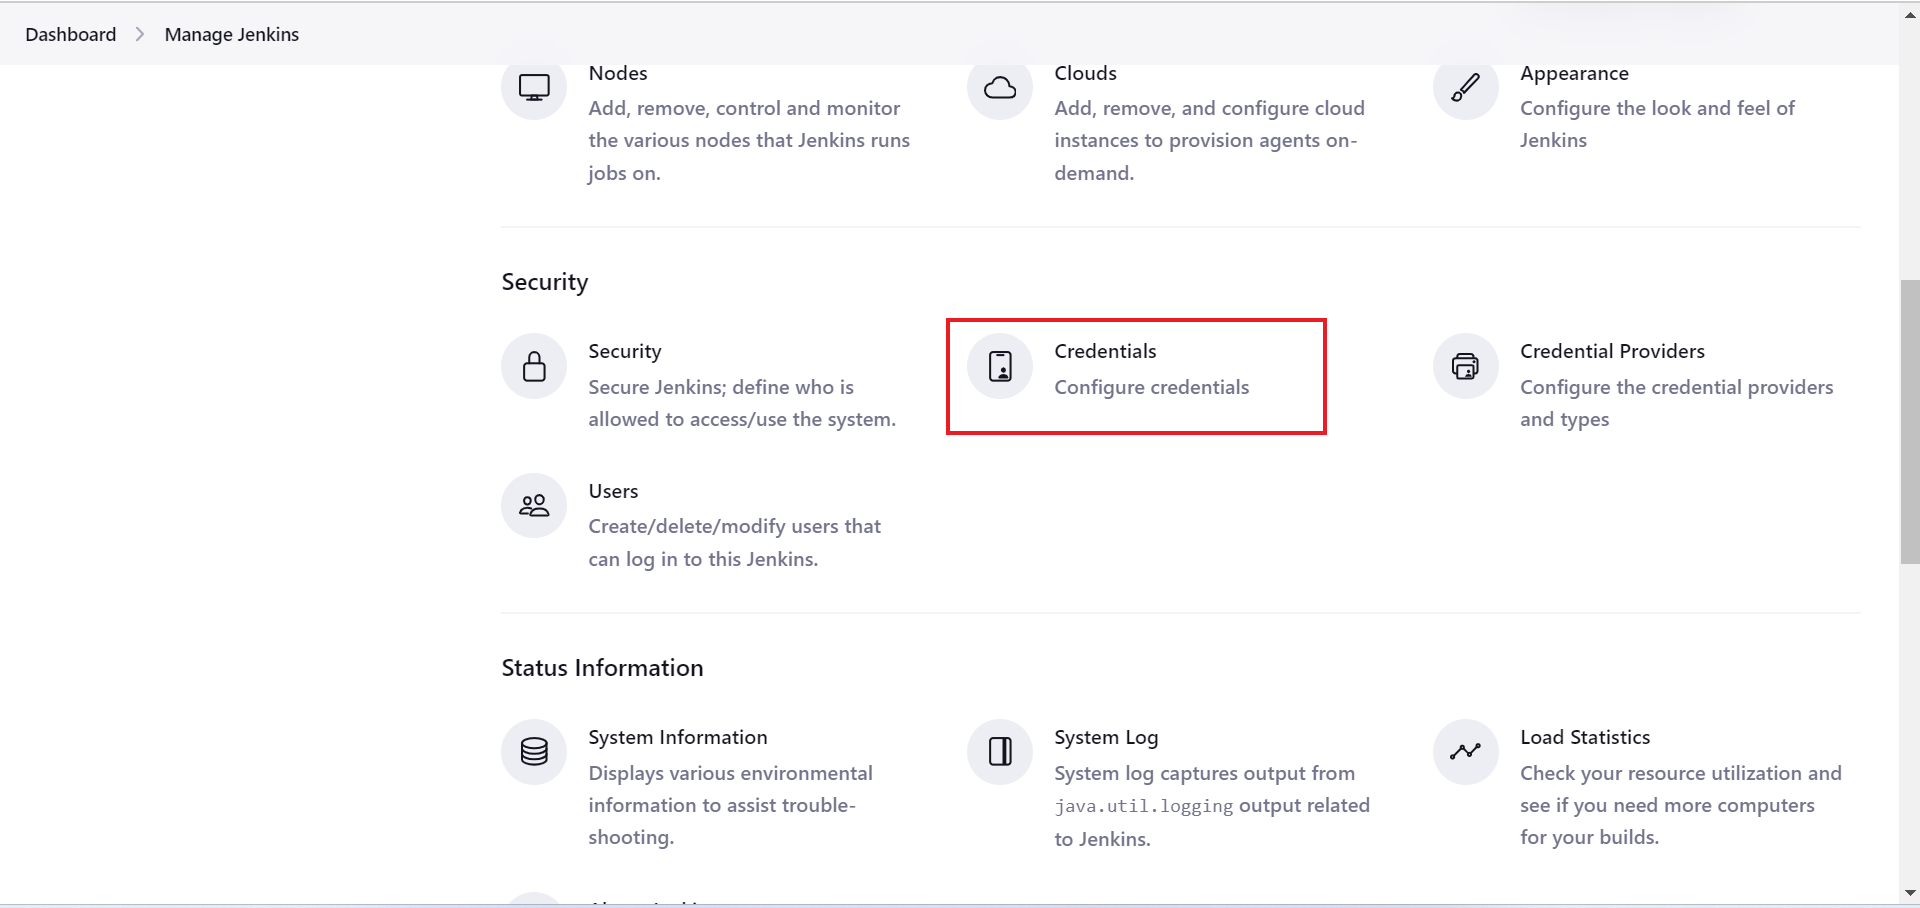 Dashboard > Manage Jenkins
Nodes
Add, remove, control and monitor
the various nodes that Jenkins runs
jobs on.
Clouds
Add, remove, and configure cloud
instances to provision agents on-
demand.
Appearance
Configure the look and feel of
Jenkins
Security
Security
Secure Jenkins; define who is
allowed to access/use the system.
Credentials
Configure credentials
Credential Providers
Configure the credential providers
and types
Users
Create/delete/modify users that
can log in to this Jenkins.
Status Information
System Information
Displays various environmental
information to assist trouble-
shooting.
System Log
System log captures output from
java.util.logging output related
to Jenkins.
Load Statistics
Check your resource utilization and
see if you need more computers
for your builds.